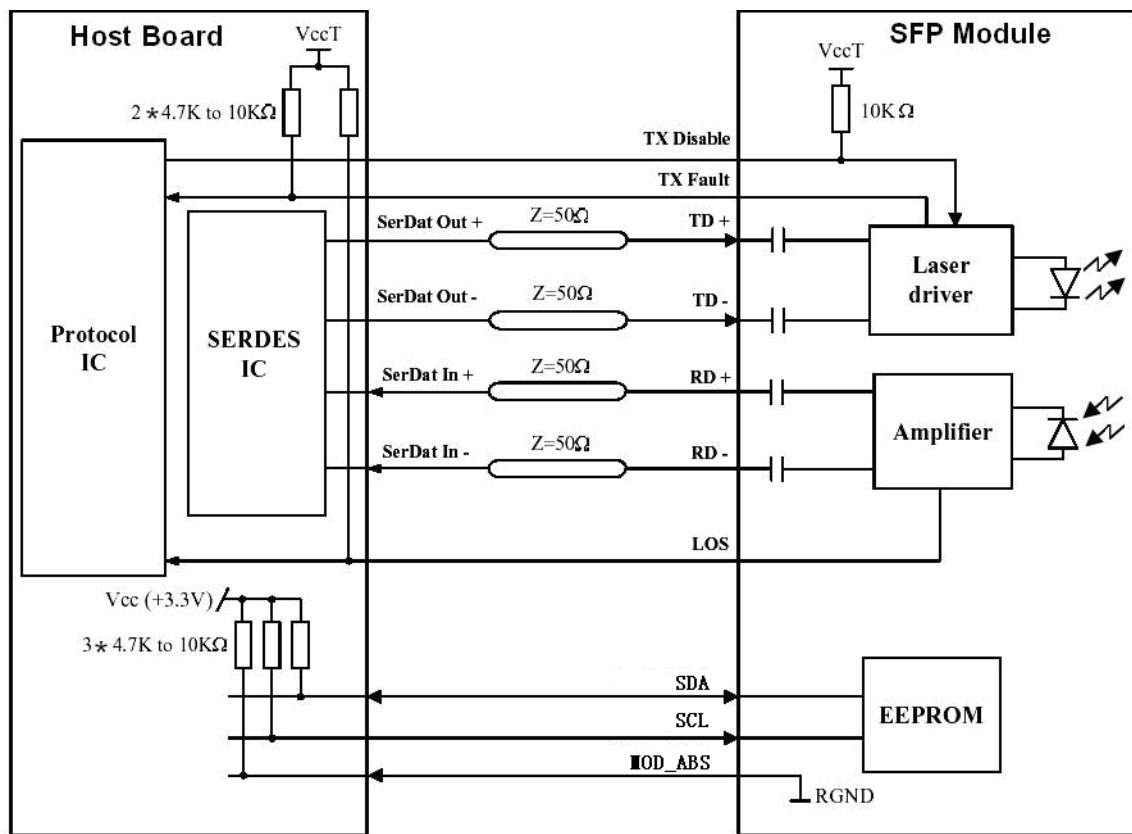 Host Board
SFP Module
VccT
VccT
2*4.7K to 10KΩ
10KΩ
TX Disable
TX Fault
SerDat Out +
Z=50Ω
TD +
SerDat Out -
Z=50Ω
TD -
Laser
driver
Protocol
IC
SERDES
IC
SerDat In +
Z=50Ω
RD +
SerDat In -
Z=50Ω
RD -
Amplifier
LOS
Vcc (+3.3V)
3*4.7K to 10KΩ
SDA
SCL
MOD_ABS
EEPROM
RGND